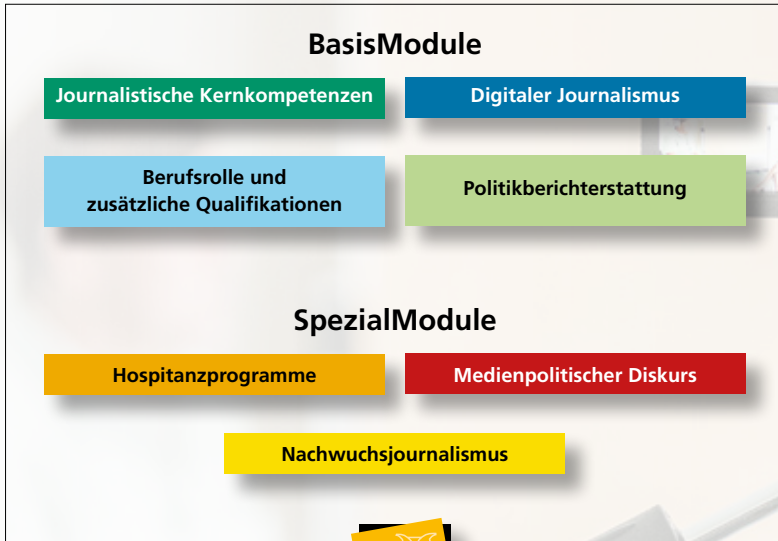 BasisModule
Journalistische Kernkompetenzen
Digitaler Journalismus
Berufsrolle und
zusätzliche Qualifikationen
Politikberichterstattung
SpezialModule
Hospitanzprogramme
Medienpolitischer Diskurs
Nachwuchsjournalismus